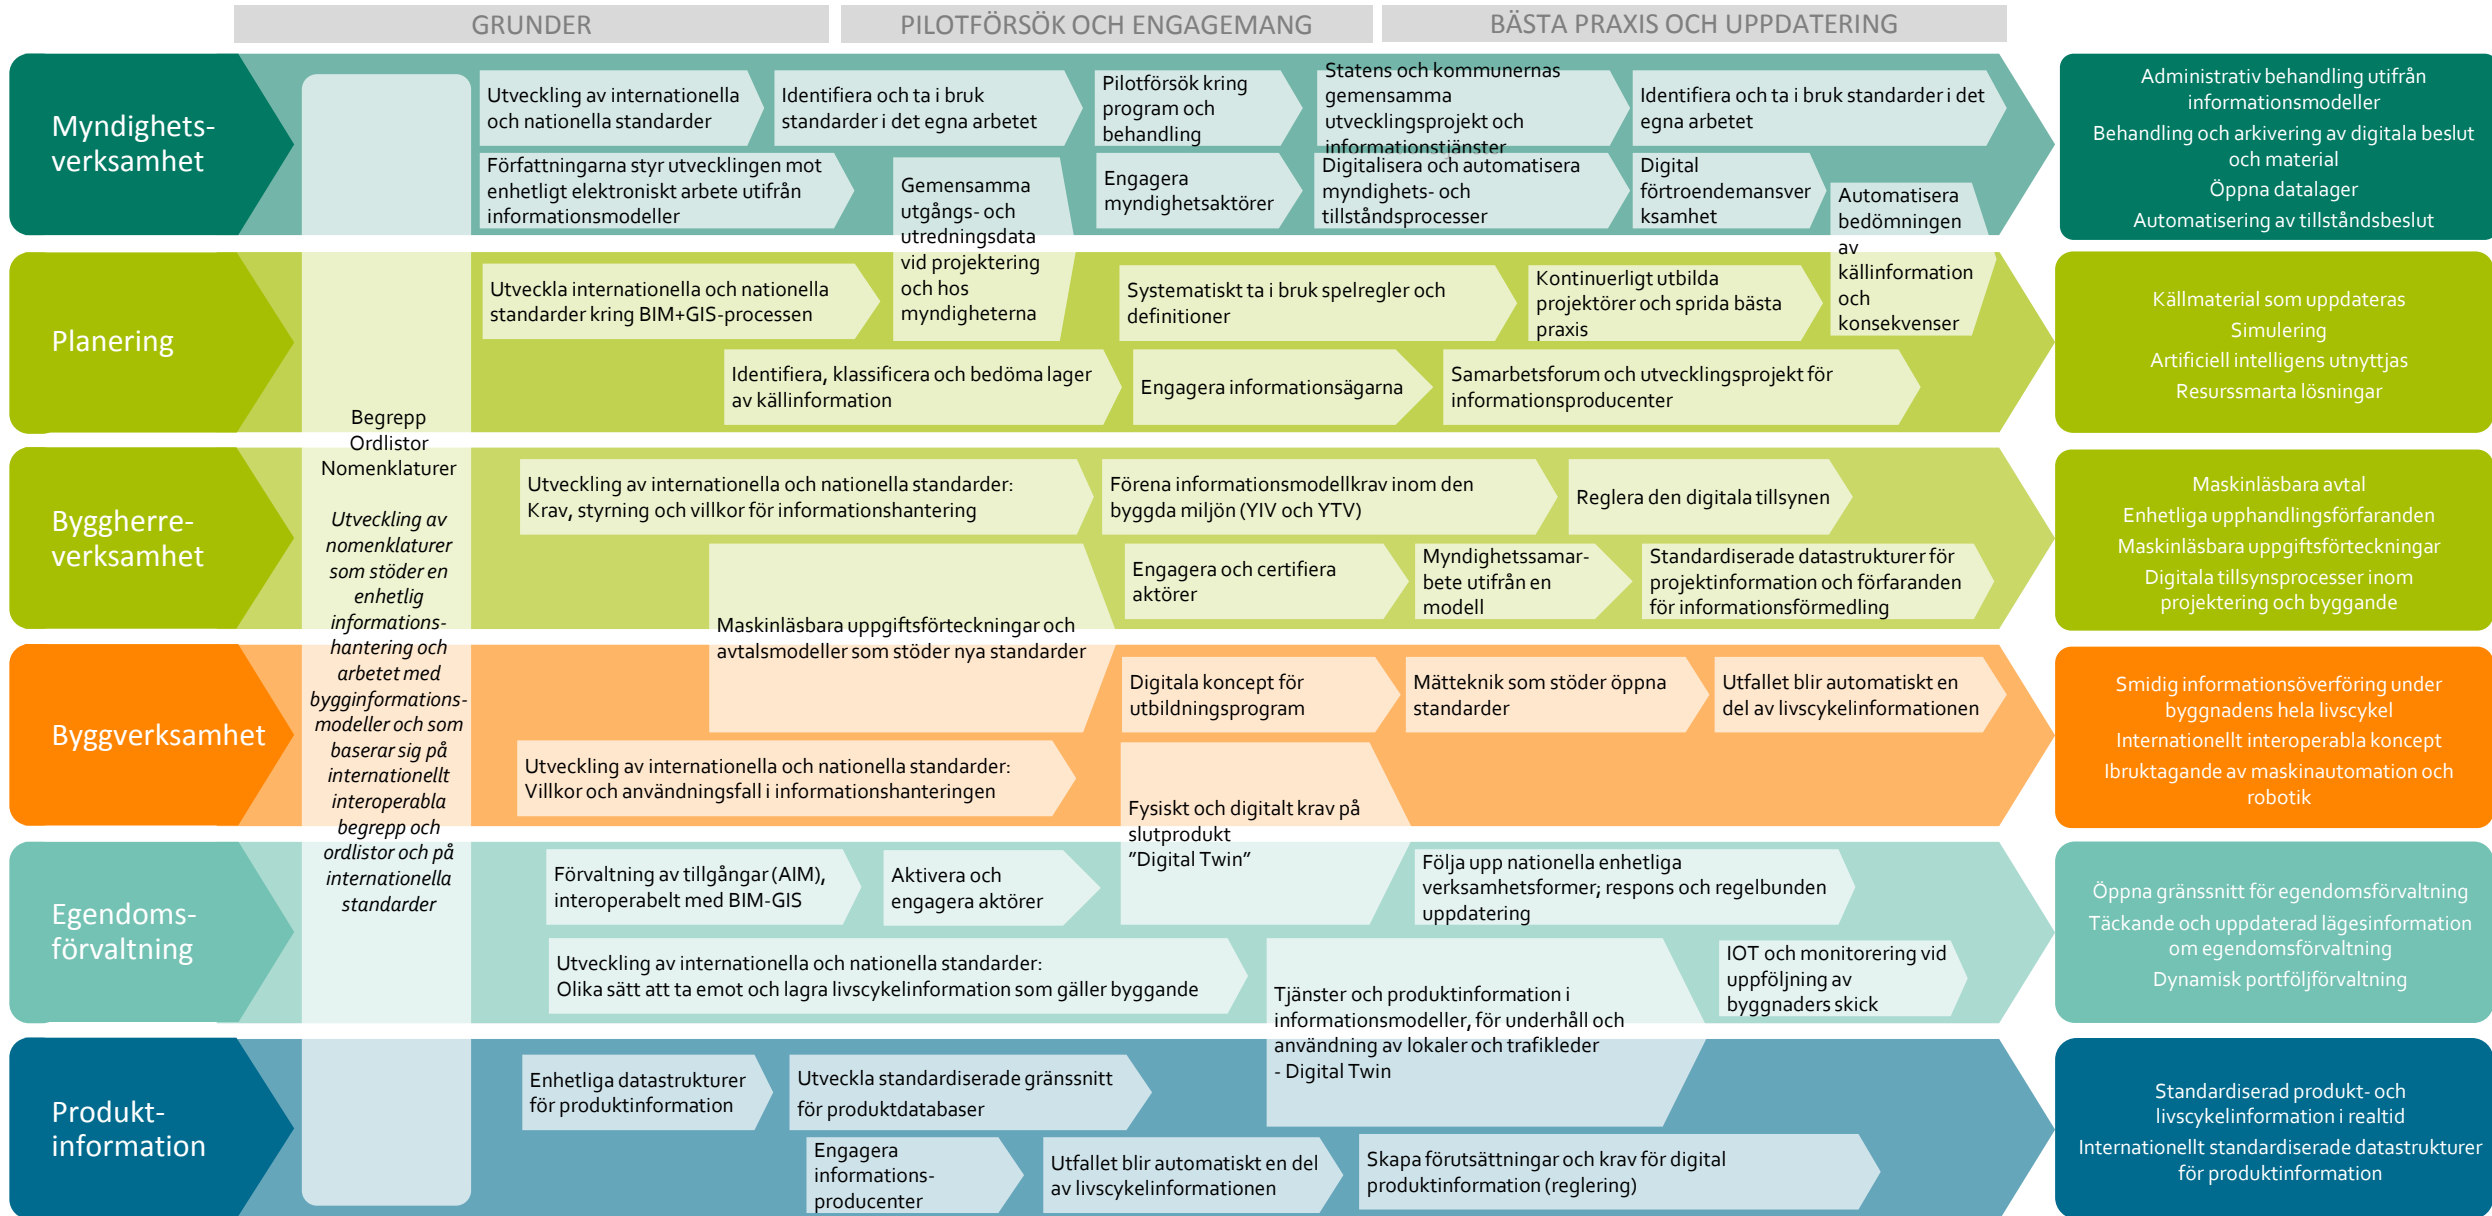 GRUNDER
PILOTFÖRSÖK OCH ENGAGEMANG
BÄSTA PRAXIS OCH UPPDATERING
Myndighets-
verksamhet
Utveckling av internationella
och nationella standarder
Identifiera och ta i bruk
standarder i det egna arbetet
Pilotförsök kring
program och
behandling
Statens och kommunernas
gemensamma
utvecklingsprojekt och
informationstjänster
Identifiera och ta i bruk standarder i det
egna arbetet
Författningarna styr utvecklingen mot
enhetligt elektroniskt arbete utifrån
informationsmodeller
Gemensamma
utgångs- och
utredningsdata
vid projektering
och hos
myndigheterna
Engagera
myndighetsaktörer
Digitalisera och automatisera
myndighets- och
tillståndsprocesser
Digital
förtroendemansver
ksamhet
Automatisera
bedömningen
av
källinformation
och
konsekvenser
Administrativ behandling utifrån
informationsmodeller
Behandling och arkivering av digitala beslut
och material
Öppna datalager
Automatisering av tillståndsbeslut
Planering
Utveckla internationella och nationella
standarder kring BIM+GIS-processen
Systematiskt ta i bruk spelregler och
definitioner
Kontinuerligt utbilda
projektörer och sprida bästa
praxis
Identifiera, klassificera och bedöma lager
av källinformation
Engagera informationsägarna
Samarbetsforum och utvecklingsprojekt för
informationsproducenter
Källmaterial som uppdateras
Simulering
Artificiell intelligens utnyttjas
Resurssmarta lösningar
Begrepp
Ordlistor
Nomenklaturer
Utveckling av
nomenklaturer
som stöder en
enhetlig
informations-
hantering och
arbetet med
bygginformations-
modeller och som
baserar sig på
internationellt
interoperabla
begrepp och
ordlistor och på
internationella
standarder
Byggherre-
verksamhet
Utveckling av internationella och nationella standarder:
Krav, styrning och villkor för informationshantering
Förena informationsmodellkrav inom den
byggda miljön (YIV och YTV)
Reglera den digitala tillsynen
Maskinläsbara uppgiftsförteckningar och
avtalsmodeller som stöder nya standarder
Engagera och certifiera
aktörer
Myndighetssamar-
bete utifrån en
modell
Standardiserade datastrukturer för
projektinformation och förfaranden
för informationsförmedling
Maskinläsbara avtal
Enhetliga upphandlingsförfaranden
Maskinläsbara uppgiftsförteckningar
Digitala tillsynsprocesser inom
projektering och byggande
Byggverksamhet
Digitala koncept för
utbildningsprogram
Mätteknik som stöder öppna
standarder
Utfallet blir automatiskt en
del av livscykelinformationen
Utveckling av internationella och nationella standarder:
Villkor och användningsfall i informationshanteringen
Fysiskt och digitalt krav på
slutprodukt
”Digital Twin”
Smidig informationsöverföring under
byggnadens hela livscykel
Internationellt interoperabla koncept
Ibruktagande av maskinautomation och
robotik
Egendoms-
förvaltning
Förvaltning av tillgångar (AIM),
interoperabelt med BIM-GIS
Aktivera och
engagera aktörer
Följa upp nationella enhetliga
verksamhetsformer; respons och regelbunden
uppdatering
Utveckling av internationella och nationella standarder:
Olika sätt att ta emot och lagra livscykelinformation som gäller byggande
Tjänster och produktinformation i
informationsmodeller, för underhåll och
användning av lokaler och trafikleder
- Digital Twin
IOT och monitorering vid
uppföljning av
byggnaders skick
Öppna gränssnitt för egendomsförvaltning
Täckande och uppdaterad lägesinformation
om egendomsförvaltning
Dynamisk portföljförvaltning
Produkt-
information
Enhetliga datastrukturer
för produktinformation
Utveckla standardiserade gränssnitt
för produktdatabaser
Engagera
informations-
producenter
Utfallet blir automatiskt en del
av livscykelinformationen
Skapa förutsättningar och krav för digital
produktinformation (reglering)
Standardiserad produkt- och
livscykelinformation i realtid
Internationellt standardiserade datastrukturer
för produktinformation